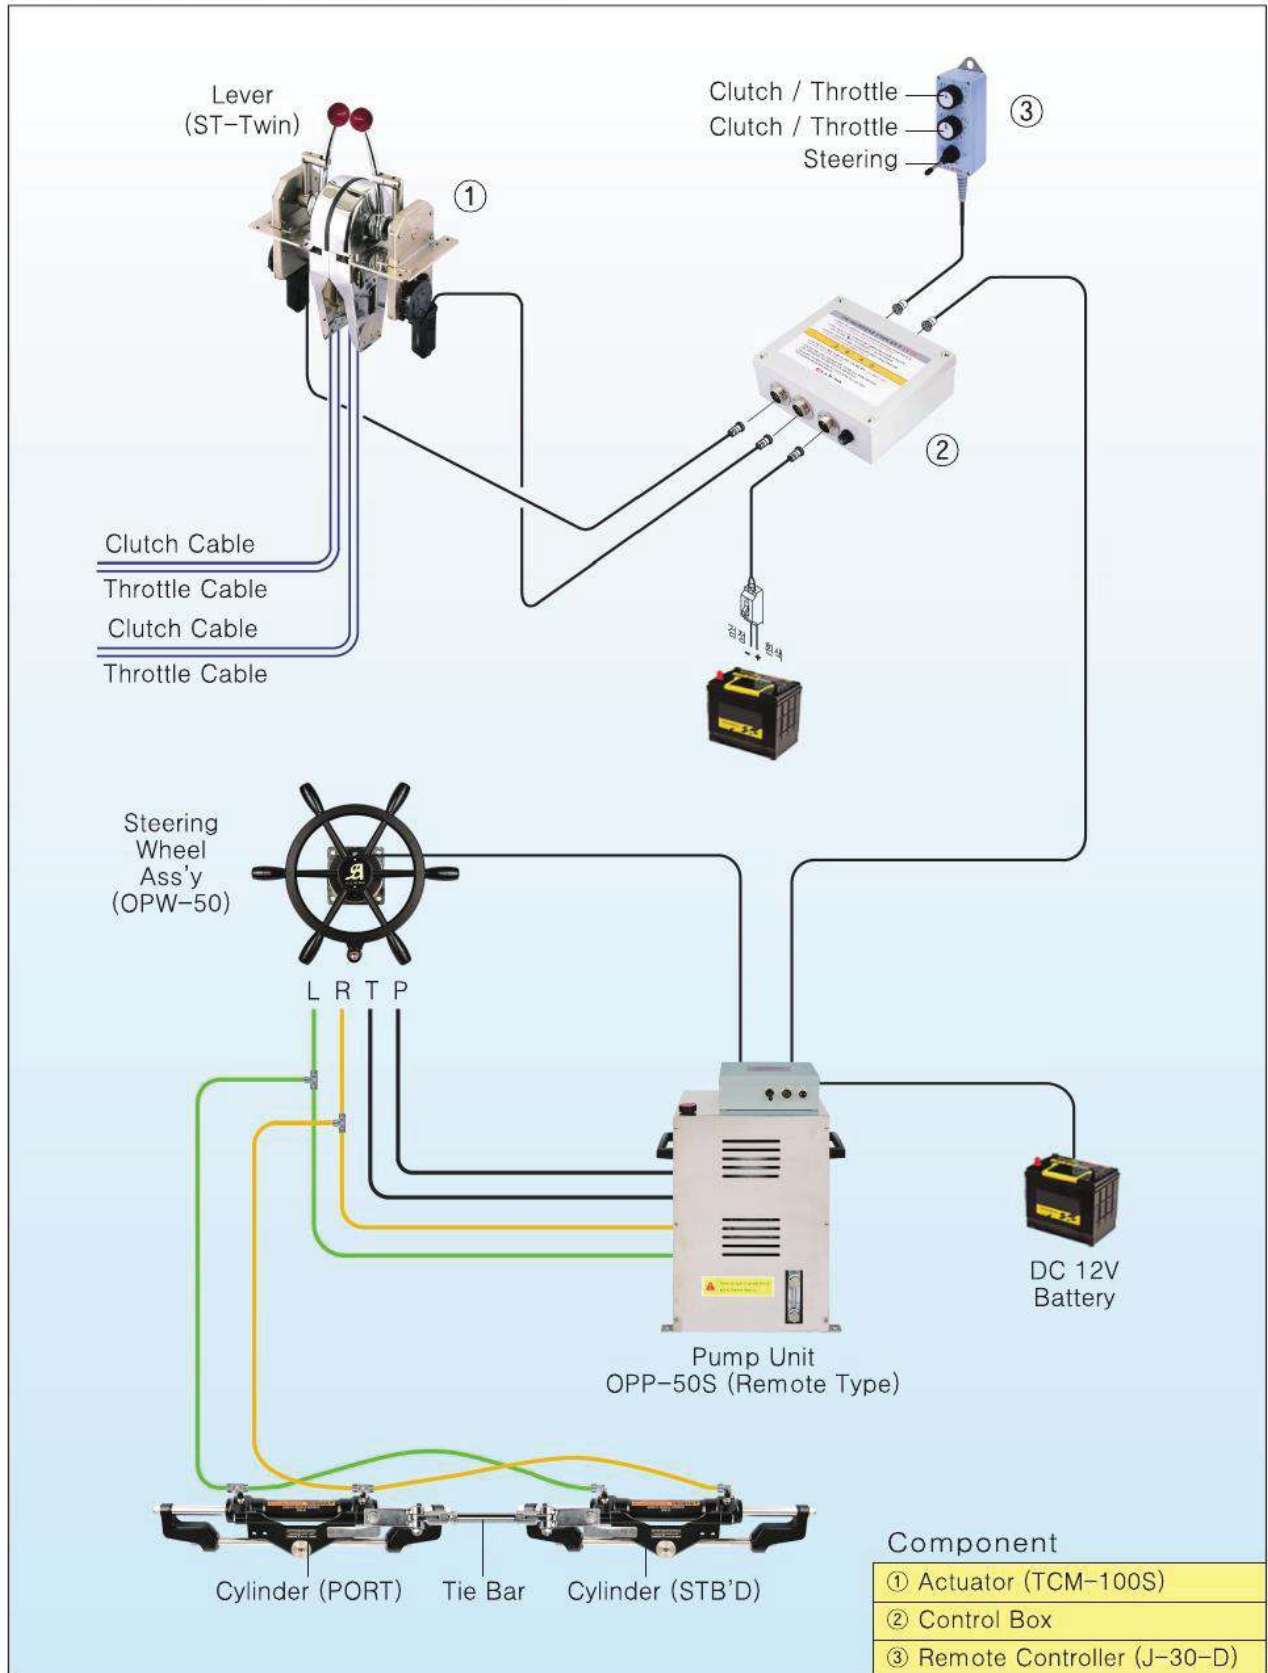 Lever
(ST-Twin)
①
Clutch / Throttle
Clutch / Throttle
Steering
③
②
Clutch Cable
Throttle Cable
Clutch Cable
Throttle Cable
검정
흰색
- +
Steering
Wheel
Ass'y
(OPW-50)
L R T P
DC 12V
Battery
Pump Unit
OPP-50S (Remote Type)
Cylinder (PORT)
Tie Bar
Cylinder (STB'D)
Component
① Actuator (TCM-100S)
② Control Box
③ Remote Controller (J-30-D)